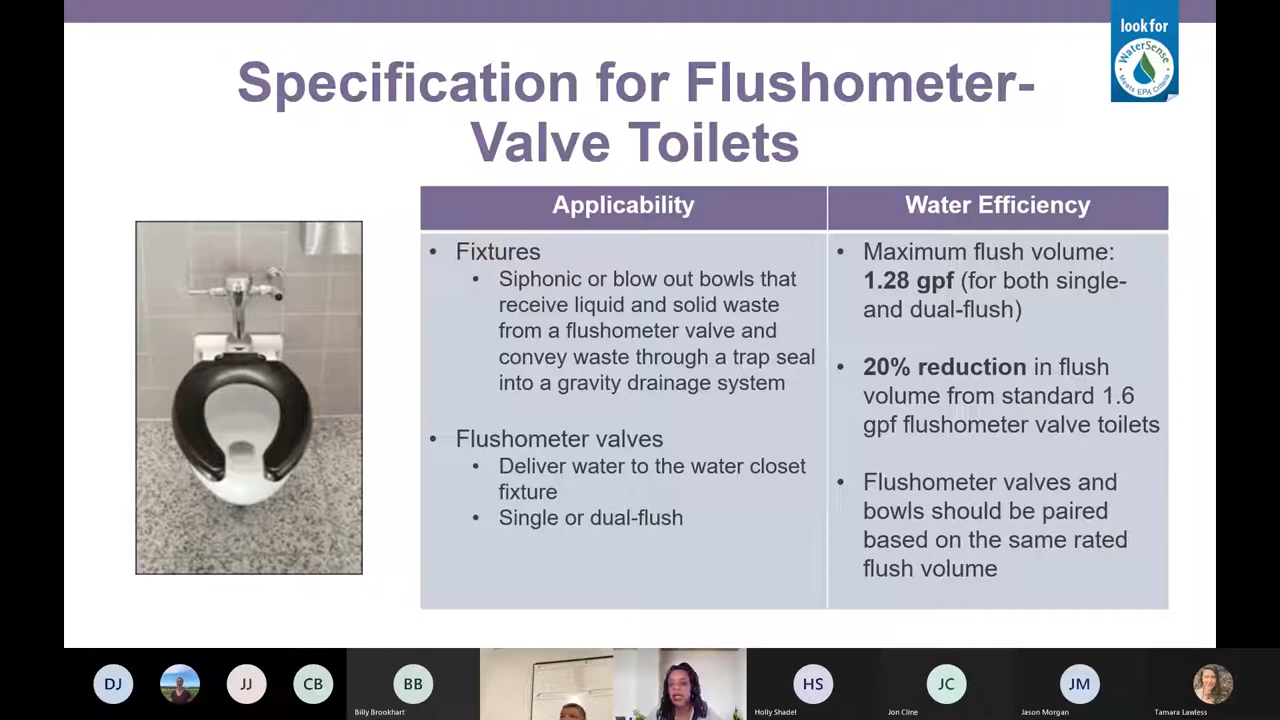 look for
WaterSense
Meets EPA Criteria
Specification for Flushometer-
Valve Toilets
Applicability
• Fixtures
• Siphonic or blow out bowls that
receive liquid and solid waste
from a flushometer valve and
convey waste through a trap seal
into a gravity drainage system
• Flushometer valves
• Deliver water to the water closet
fixture
• Single or dual-flush
Water Efficiency
• Maximum flush volume:
1.28 gpf (for both single-
and dual-flush)
• 20% reduction in flush
volume from standard 1.6
gpf flushometer valve toilets
• Flushometer valves and
bowls should be paired
based on the same rated
flush volume
DJ
JJ
CB
BB
Billy Brookhart
HS
Holly Shadel
JC
Jon Cline
JM
Jason Morgan
Tamara Lawless